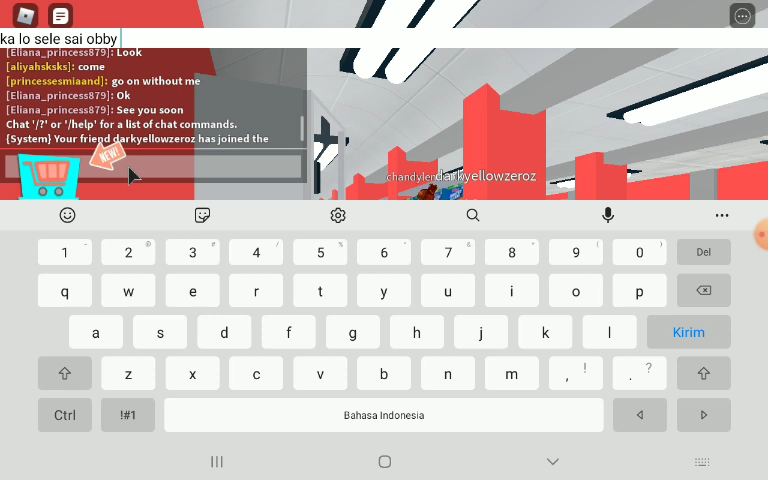 ka lo sele sai obby
[Eliana_princess879]: Look
[aliyahsksks]: come
[princessesmiaand]: go on without me
[Eliana_princess879]: Ok
[Eliana_princess879]: See you soon
Chat '/?' or '/help' for a list of chat commands.
{System} Your friend darkyellowzeroz has joined the
NEW!
chandyler
darkyellowzeroz
1 2 @ 3 # 4 / 5 % 6 ^ 7 & 8 * 9 ( 0 ) Del
q w e r t y u i o p
a s d f g h j k l Kirim
z x c v b n m , ! . ?
Ctrl !#1 Bahasa Indonesia